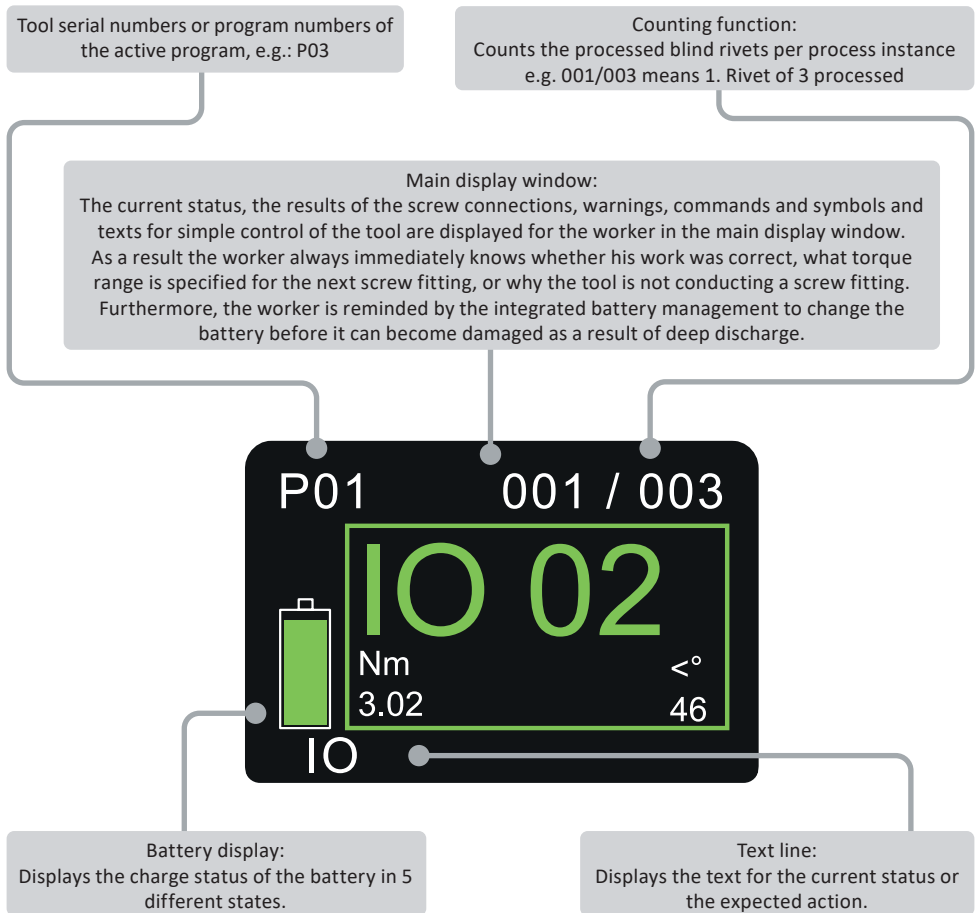 Tool serial numbers or program numbers of
the active program, e.g.: P03
Counting function:
Counts the processed blind rivets per process instance
e.g. 001/003 means 1. Rivet of 3 processed
Main display window:
The current status, the results of the screw connections, warnings, commands and symbols and
texts for simple control of the tool are displayed for the worker in the main display window.
As a result the worker always immediately knows whether his work was correct, what torque
range is specified for the next screw fitting, or why the tool is not conducting a screw fitting.
Furthermore, the worker is reminded by the integrated battery management to change the
battery before it can become damaged as a result of deep discharge.
P01 001 / 003
IO 02
Nm <°
3.02 46
IO
Battery display:
Displays the charge status of the battery in 5
different states.
Text line:
Displays the text for the current status or
the expected action.